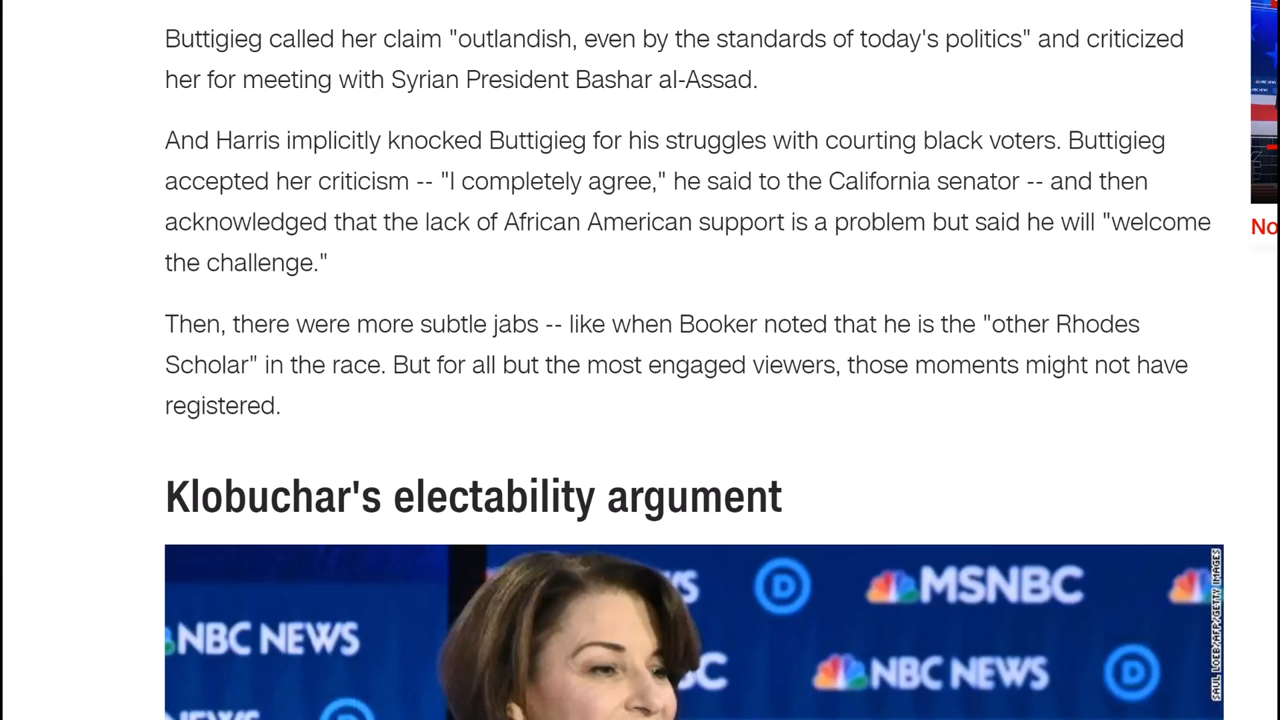 Buttigieg called her claim "outlandish, even by the standards of today's politics" and criticized
her for meeting with Syrian President Bashar al-Assad.
And Harris implicitly knocked Buttigieg for his struggles with courting black voters. Buttigieg
accepted her criticism -- "I completely agree," he said to the California senator -- and then
acknowledged that the lack of African American support is a problem but said he will "welcome
the challenge."
Then, there were more subtle jabs -- like when Booker noted that he is the "other Rhodes
Scholar" in the race. But for all but the most engaged viewers, those moments might not have
registered.
No
Klobuchar's electability argument
D
MSNBC
NBC NEWS
NBC NEWS
D
SAUL LOEB/AFP/GETTY IMAGES